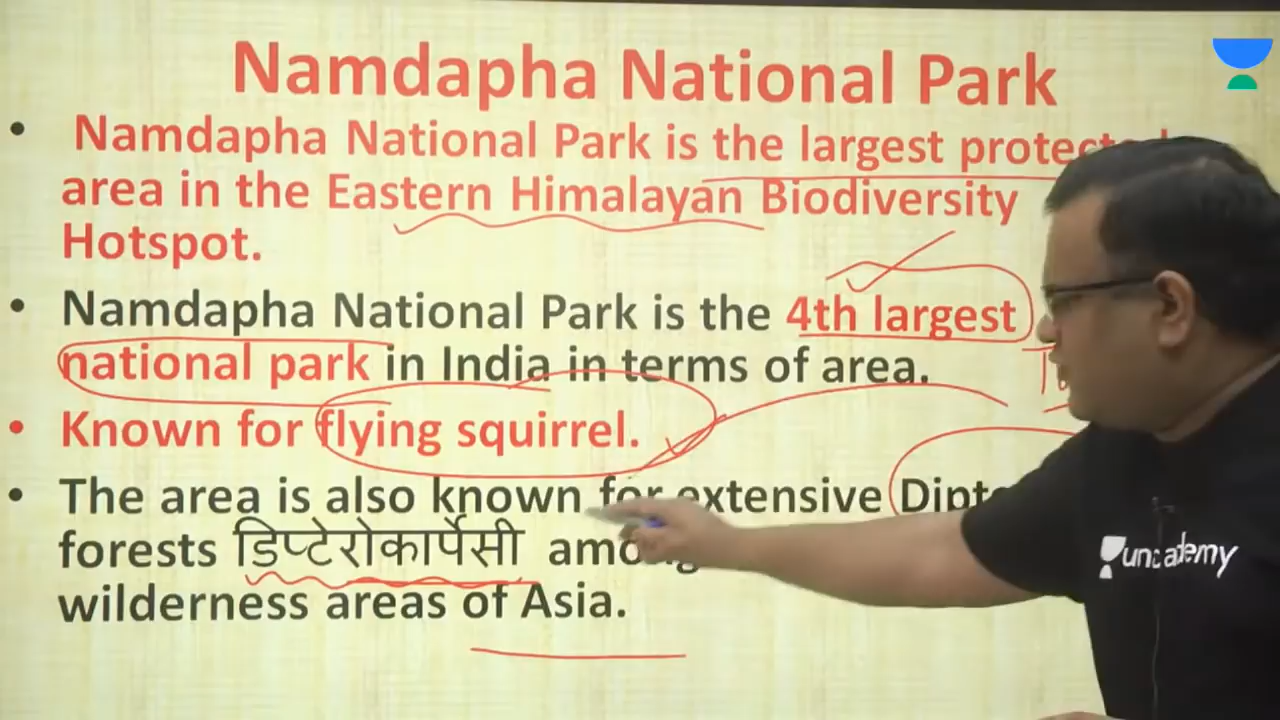 Namdapha National Park
• Namdapha National Park is the largest
area in the Eastern Himalayan Biodiversity
Hotspot.
• Namdapha National Park is the 4th largest
national park in India in terms of area.
• Known for flying squirrel.
• The area is also known for extensive
forests डिप्टेरोकार्पेसी
wilderness areas of Asia.
unacademy